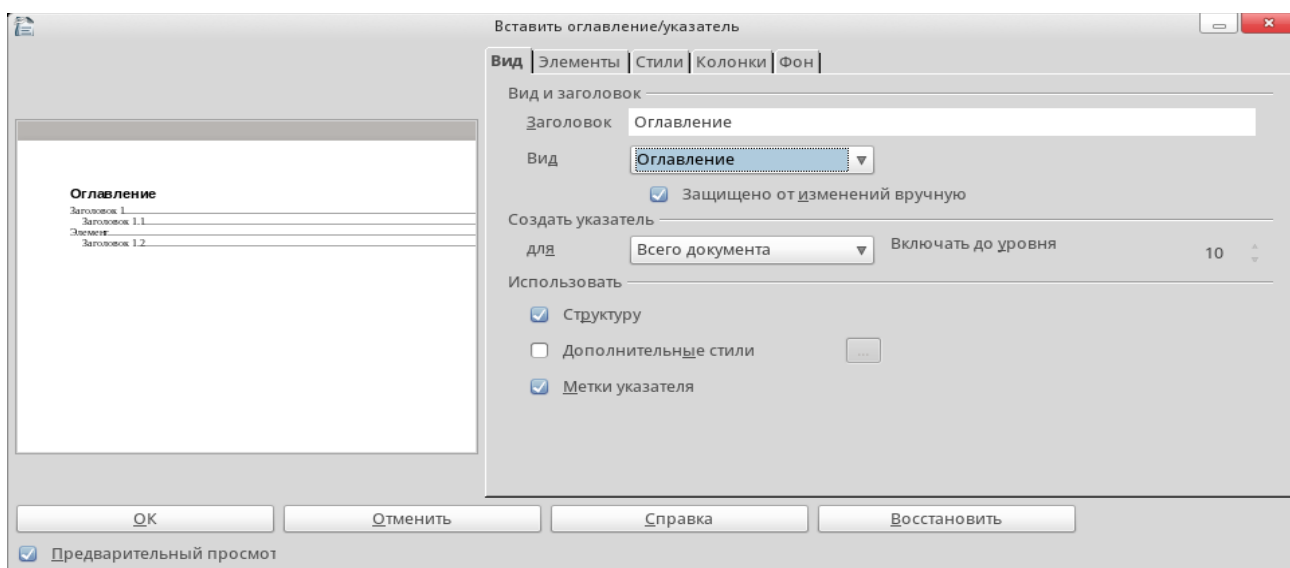 Вставить оглавление/указатель
Вид Элементы Стили Колонки Фон
Вид и заголовок
Заголовок Оглавление
Вид Оглавление
Защищено от изменений вручную
Создать указатель
для Всего документа Включать до уровня 10
Использовать
Структуру
Дополнительные стили ...
Метки указателя
Оглавление
Заголовок 1
Заголовок 1.1
Элемент
Заголовок 1.2
ОК Отменить Справка Восстановить
Предварительный просмот